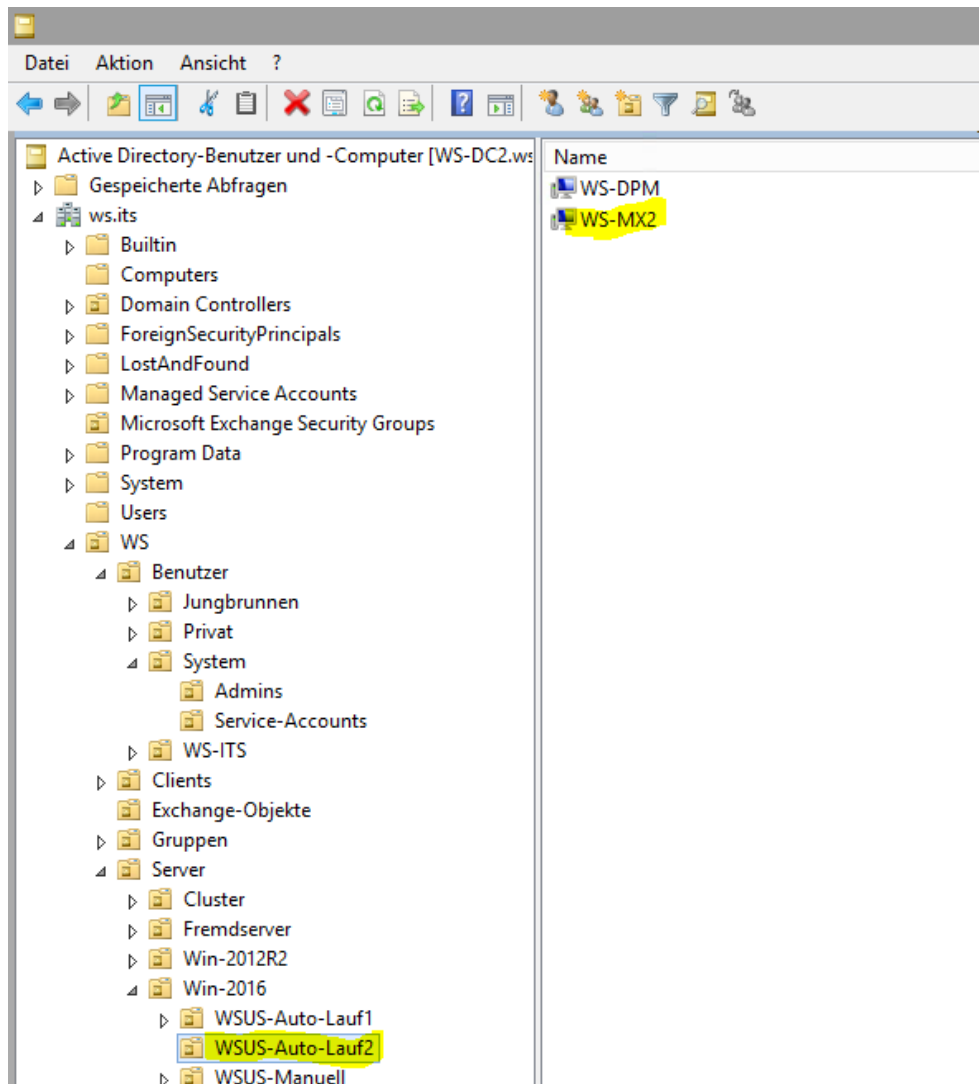 Datei Aktion Ansicht ?
Active Directory-Benutzer und -Computer [WS-DC2.ws
Gespeicherte Abfragen
ws.its
Builtin
Computers
Domain Controllers
ForeignSecurityPrincipals
LostAndFound
Managed Service Accounts
Microsoft Exchange Security Groups
Program Data
System
Users
WS
Benutzer
Jungbrunnen
Privat
System
Admins
Service-Accounts
WS-ITS
Clients
Exchange-Objekte
Gruppen
Server
Cluster
Fremdserver
Win-2012R2
Win-2016
WSUS-Auto-Lauf1
WSUS-Auto-Lauf2
WSUS-Manuell
Name
WS-DPM
WS-MX2